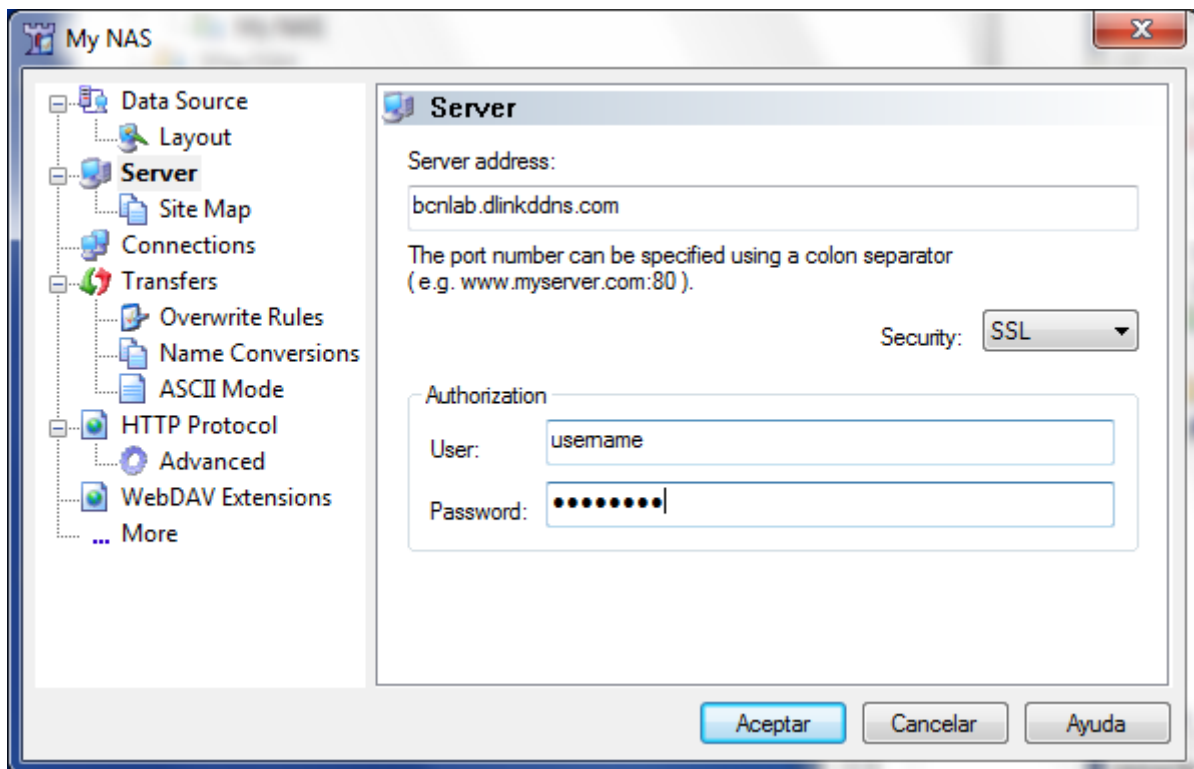 My NAS
Data Source
Layout
Server
Site Map
Connections
Transfers
Overwrite Rules
Name Conversions
ASCII Mode
HTTP Protocol
Advanced
WebDAV Extensions
... More
Server
Server address:
bcnlab.dlinkddns.com
The port number can be specified using a colon separator
( e.g. www.myserver.com:80 ).
Security: SSL
Authorization
User: username
Password: ●●●●●●●●
Aceptar Cancelar Ayuda